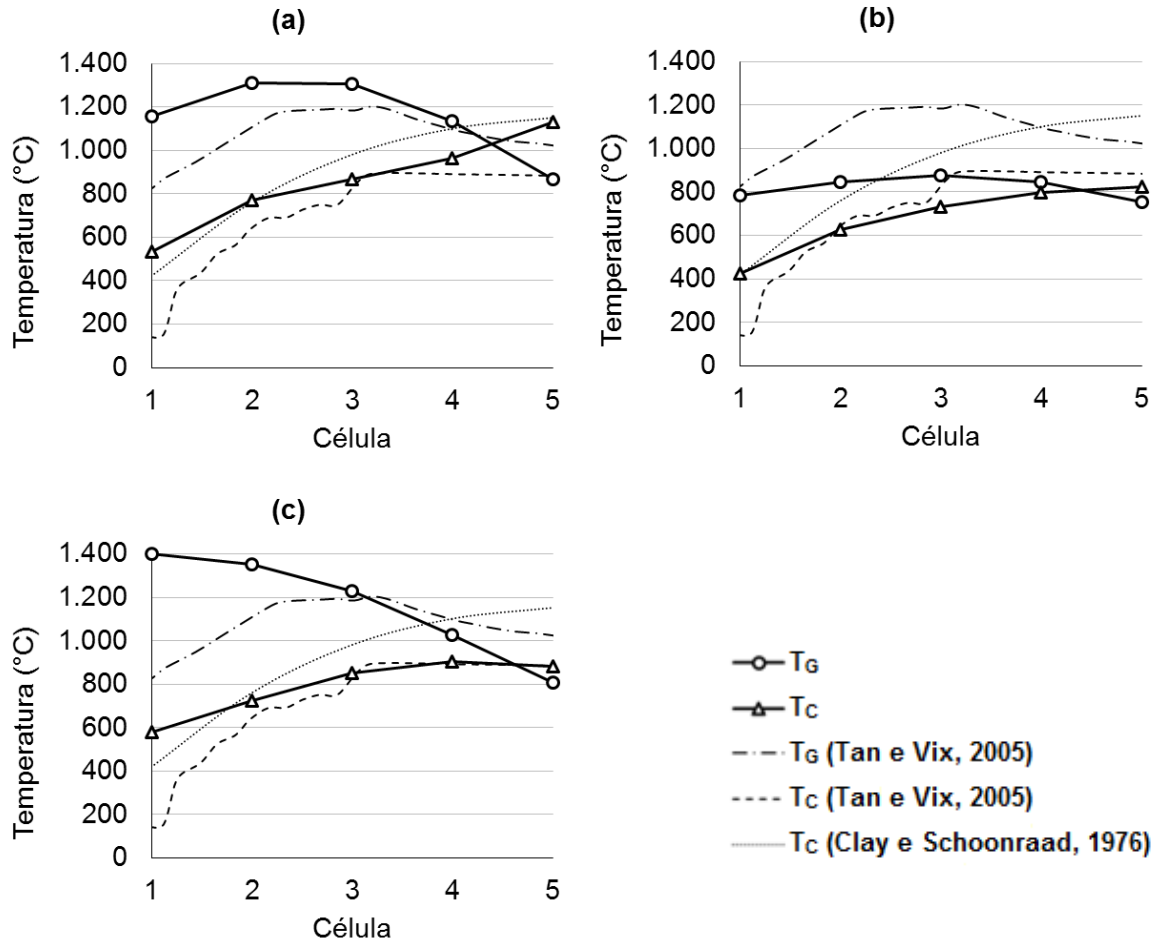 (a)
1.400
1.200
1.000
800
600
400
200
0
Temperatura (°C)
1 2 3 4 5
Célula
(b)
1.400
1.200
1.000
800
600
400
200
0
Temperatura (°C)
1 2 3 4 5
Célula
(c)
1.400
1.200
1.000
800
600
400
200
0
Temperatura (°C)
1 2 3 4 5
Célula
TG
TC
TG (Tan e Vix, 2005)
TC (Tan e Vix, 2005)
TC (Clay e Schoonraad, 1976)